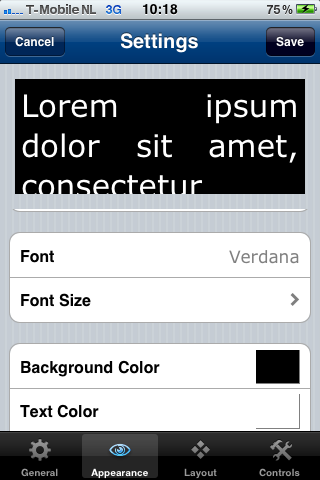 T-Mobile NL 3G 10:18 75%
Cancel Settings Save
Lorem ipsum
dolor sit amet,
consectetur
Font Verdana
Font Size
Background Color
Text Color
General Appearance Layout Controls